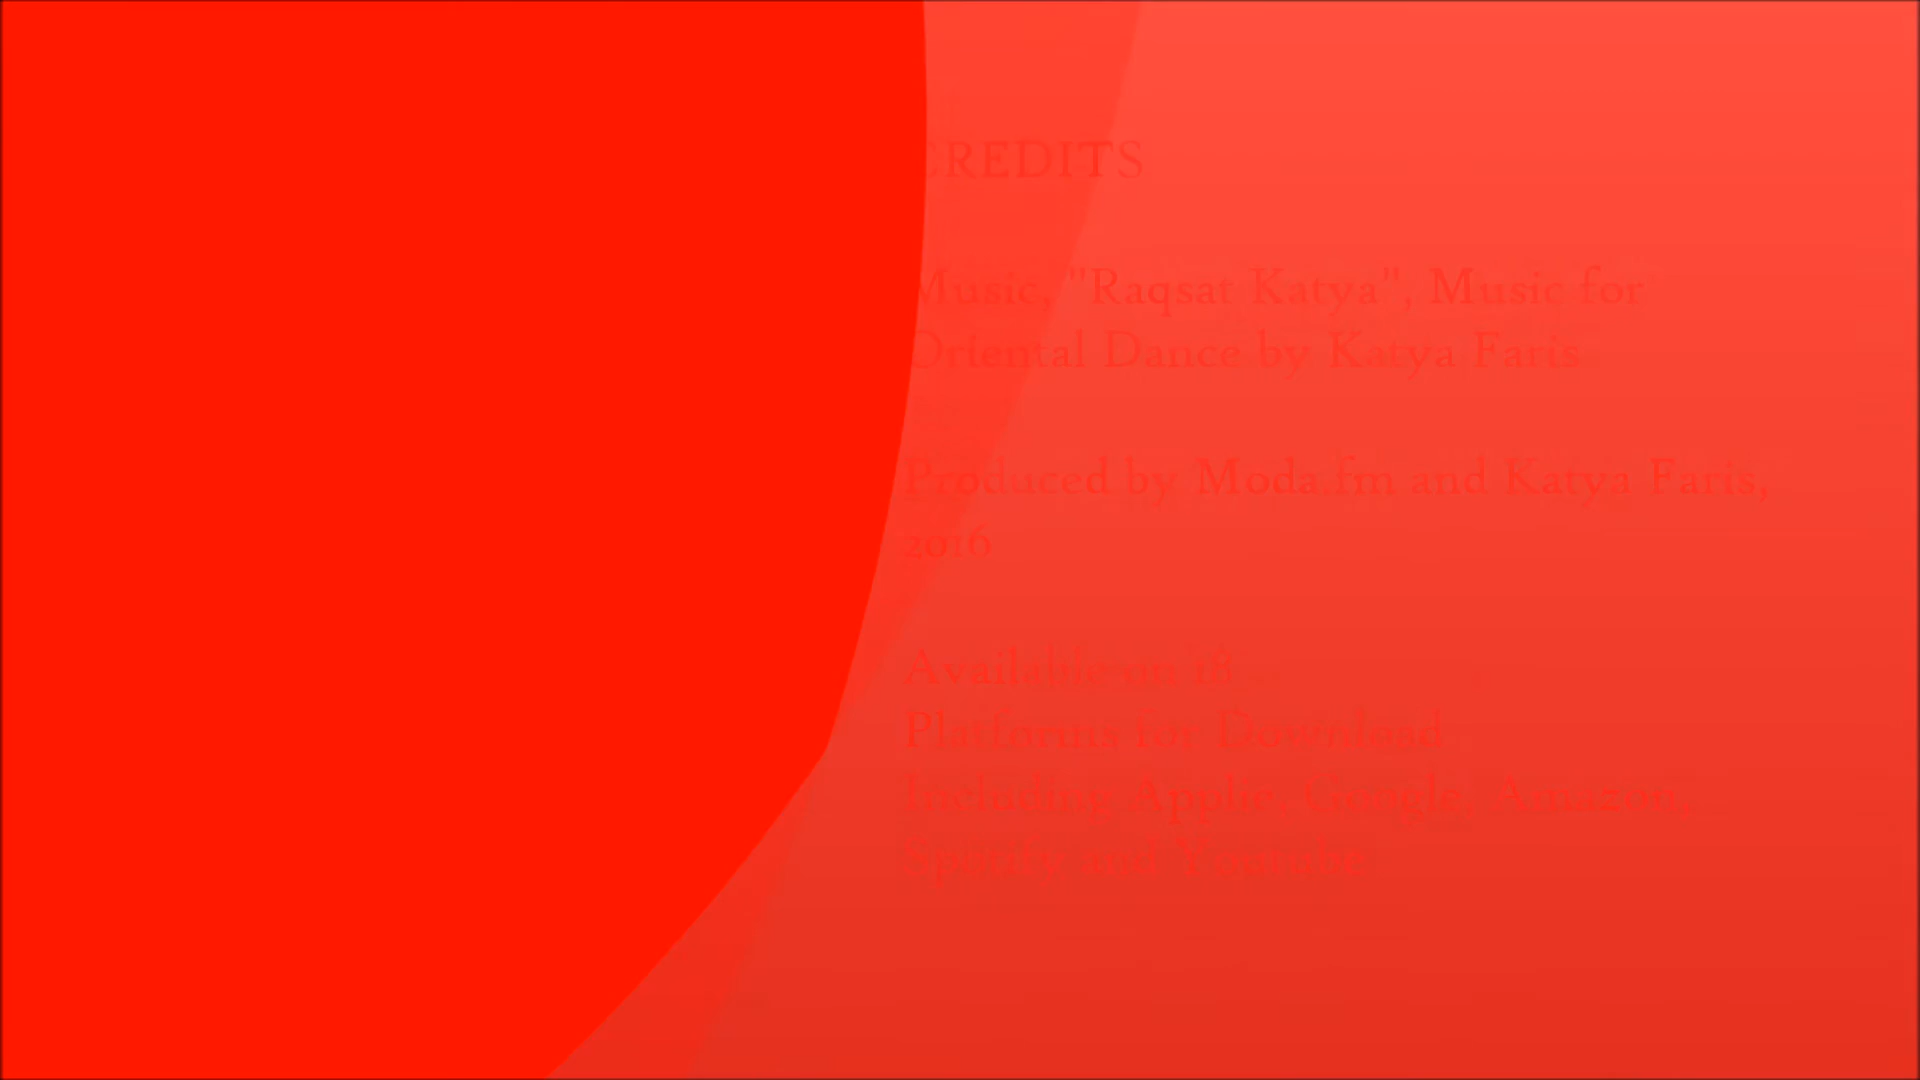 CREDITS
Music, "Raqsat Katya", Music for
Oriental Dance by Katya Faris
Produced by Moda.fm and Katya Faris,
2016
Available on 18
Platforms for Download
Including Apple, Google, Amazon,
Spotify and Youtube